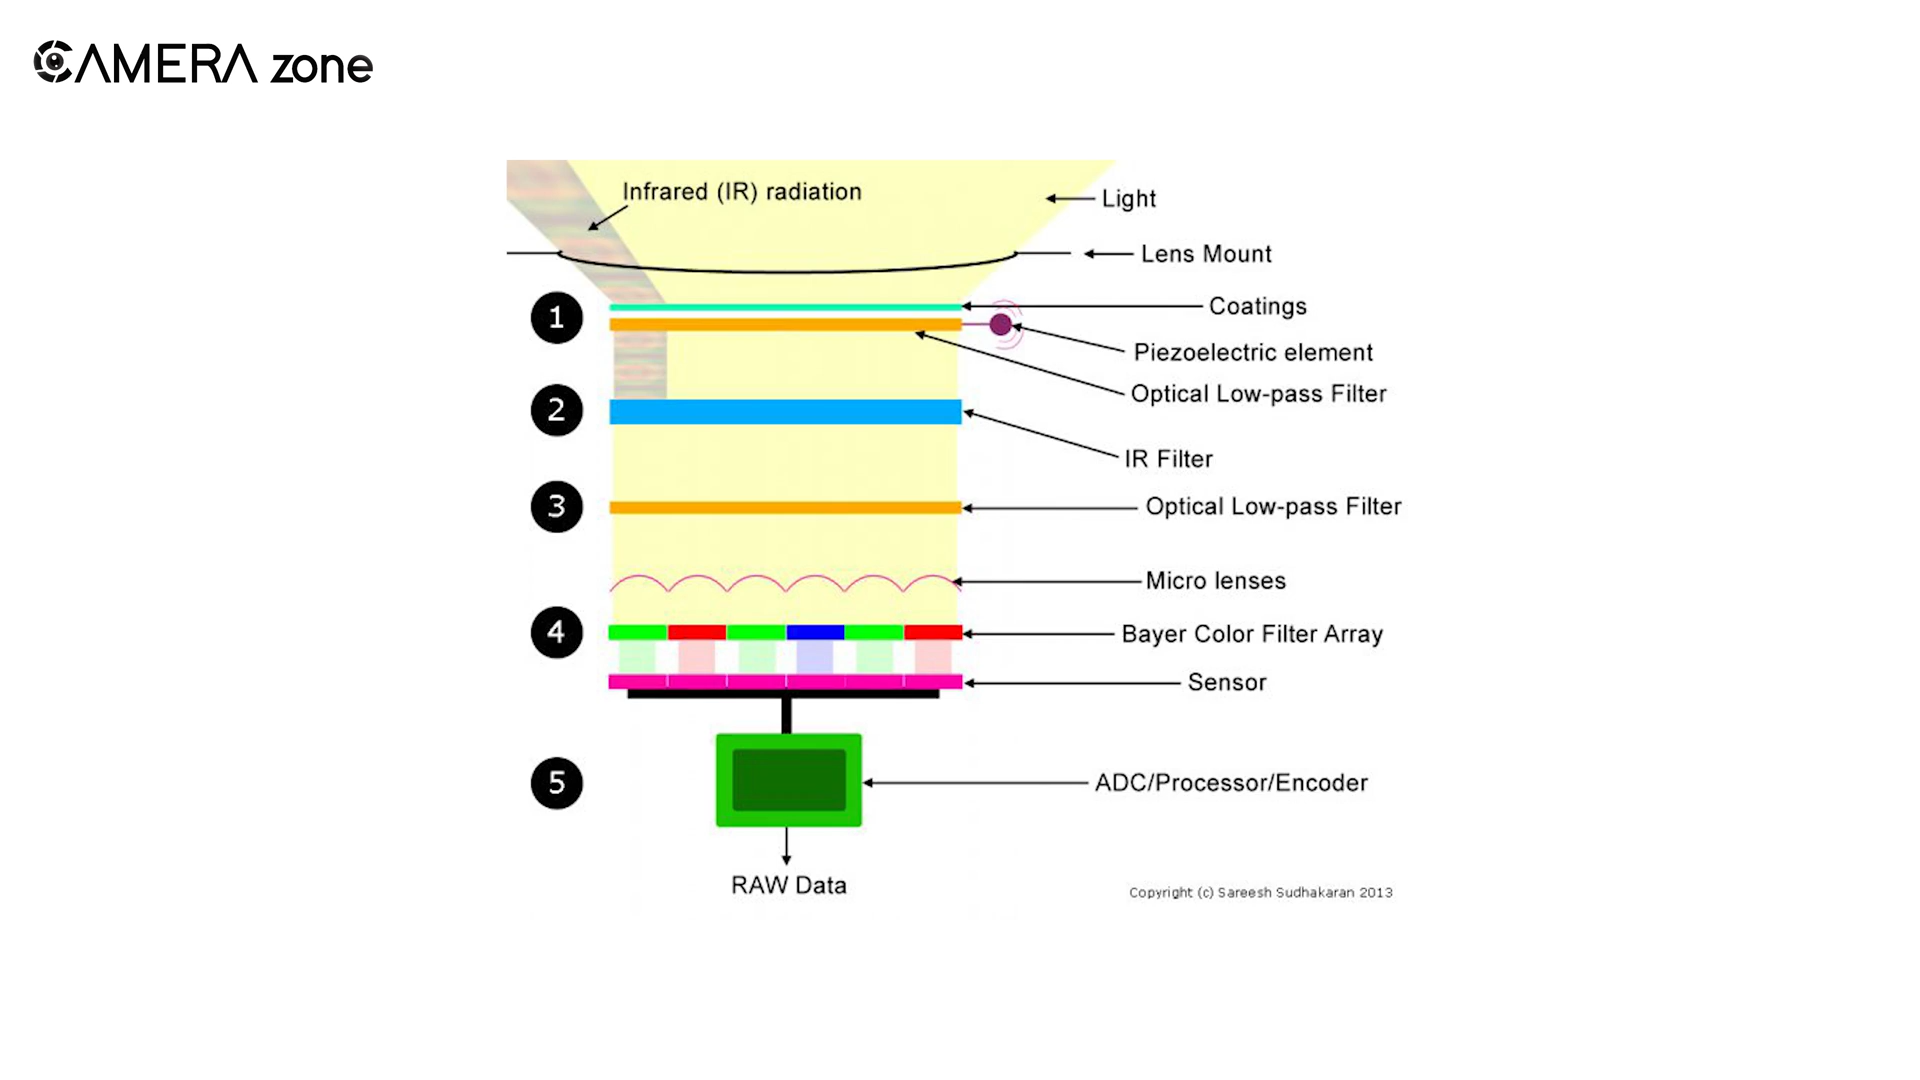 CAMERA zone
Infrared (IR) radiation
Light
Lens Mount
1
Coatings
Piezoelectric element
Optical Low-pass Filter
2
IR Filter
3
Optical Low-pass Filter
Micro lenses
4
Bayer Color Filter Array
Sensor
5
ADC/Processor/Encoder
RAW Data
Copyright (c) Sareesh Sudhakaran 2013